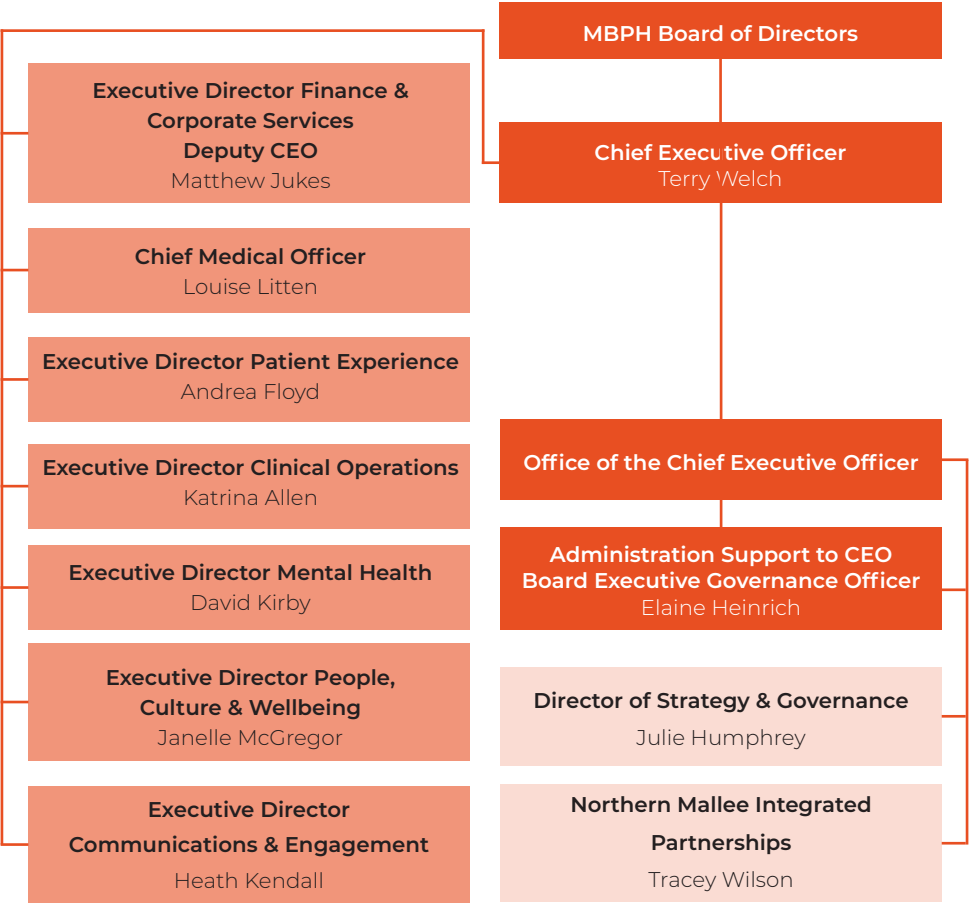 MBPH Board of Directors
Chief Executive Officer
Terry Welch
Executive Director Finance &
Corporate Services
Deputy CEO
Matthew Jukes
Chief Medical Officer
Louise Litten
Executive Director Patient Experience
Andrea Floyd
Executive Director Clinical Operations
Katrina Allen
Executive Director Mental Health
David Kirby
Executive Director People,
Culture & Wellbeing
Janelle McGregor
Executive Director
Communications & Engagement
Heath Kendall
Office of the Chief Executive Officer
Administration Support to CEO
Board Executive Governance Officer
Elaine Heinrich
Director of Strategy & Governance
Julie Humphrey
Northern Mallee Integrated
Partnerships
Tracey Wilson